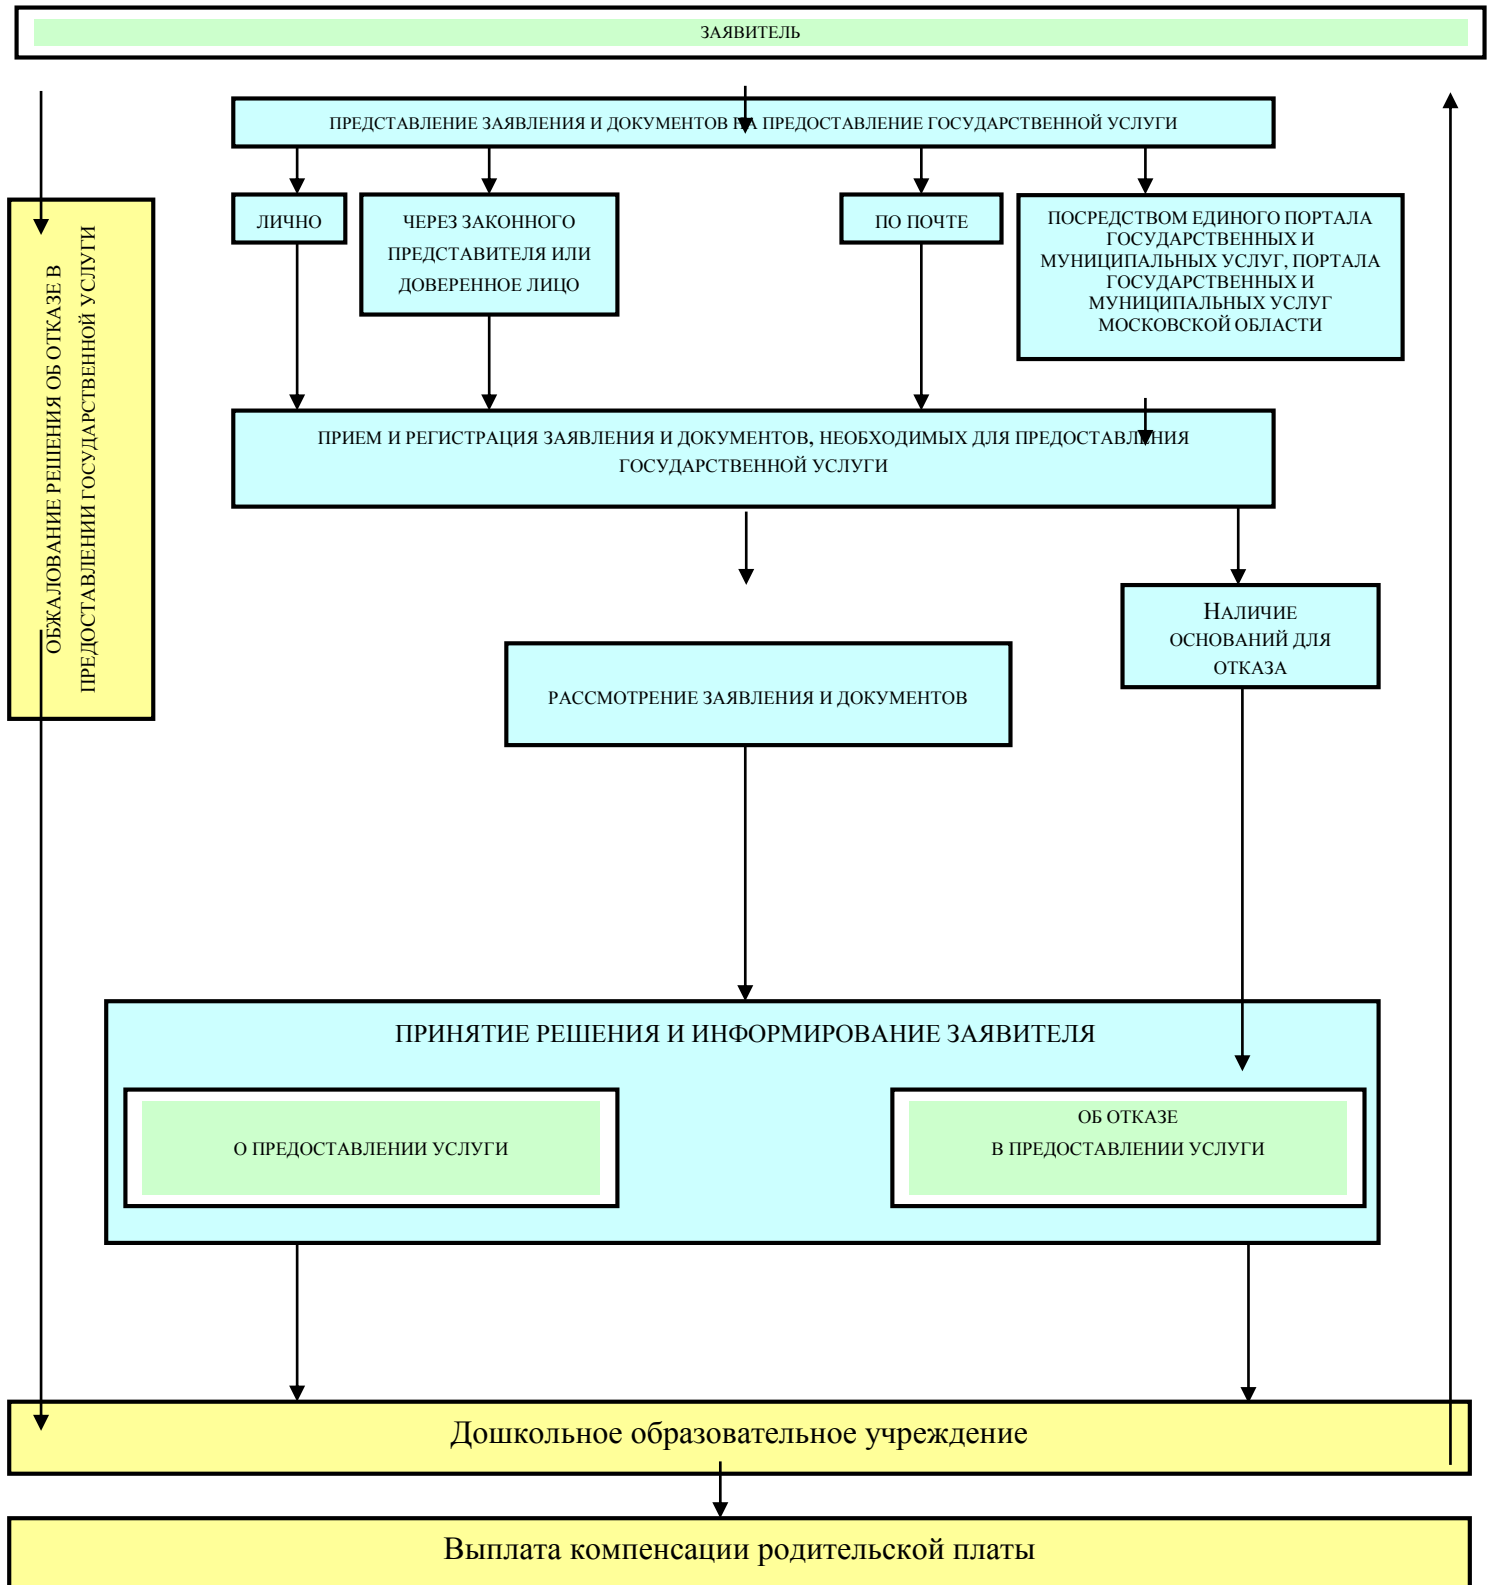 ЗАЯВИТЕЛЬ
ПРЕДСТАВЛЕНИЕ ЗАЯВЛЕНИЯ И ДОКУМЕНТОВ НА ПРЕДОСТАВЛЕНИЕ ГОСУДАРСТВЕННОЙ УСЛУГИ
ЛИЧНО
ЧЕРЕЗ ЗАКОННОГО
ПРЕДСТАВИТЕЛЯ ИЛИ
ДОВЕРЕННОЕ ЛИЦО
ПО ПОЧТЕ
ПОСРЕДСТВОМ ЕДИНОГО ПОРТАЛА
ГОСУДАРСТВЕННЫХ И
МУНИЦИПАЛЬНЫХ УСЛУГ, ПОРТАЛА
ГОСУДАРСТВЕННЫХ И
МУНИЦИПАЛЬНЫХ УСЛУГ
МОСКОВСКОЙ ОБЛАСТИ
ОБЖАЛОВАНИЕ РЕШЕНИЯ ОБ ОТКАЗЕ В
ПРЕДОСТАВЛЕНИИ ГОСУДАРСТВЕННОЙ УСЛУГИ
ПРИЕМ И РЕГИСТРАЦИЯ ЗАЯВЛЕНИЯ И ДОКУМЕНТОВ, НЕОБХОДИМЫХ ДЛЯ ПРЕДОСТАВЛЕНИЯ
ГОСУДАРСТВЕННОЙ УСЛУГИ
НАЛИЧИЕ
ОСНОВАНИЙ ДЛЯ
ОТКАЗА
РАССМОТРЕНИЕ ЗАЯВЛЕНИЯ И ДОКУМЕНТОВ
ПРИНЯТИЕ РЕШЕНИЯ И ИНФОРМИРОВАНИЕ ЗАЯВИТЕЛЯ
О ПРЕДОСТАВЛЕНИИ УСЛУГИ
ОБ ОТКАЗЕ
В ПРЕДОСТАВЛЕНИИ УСЛУГИ
Дошкольное образовательное учреждение
Выплата компенсации родительской платы